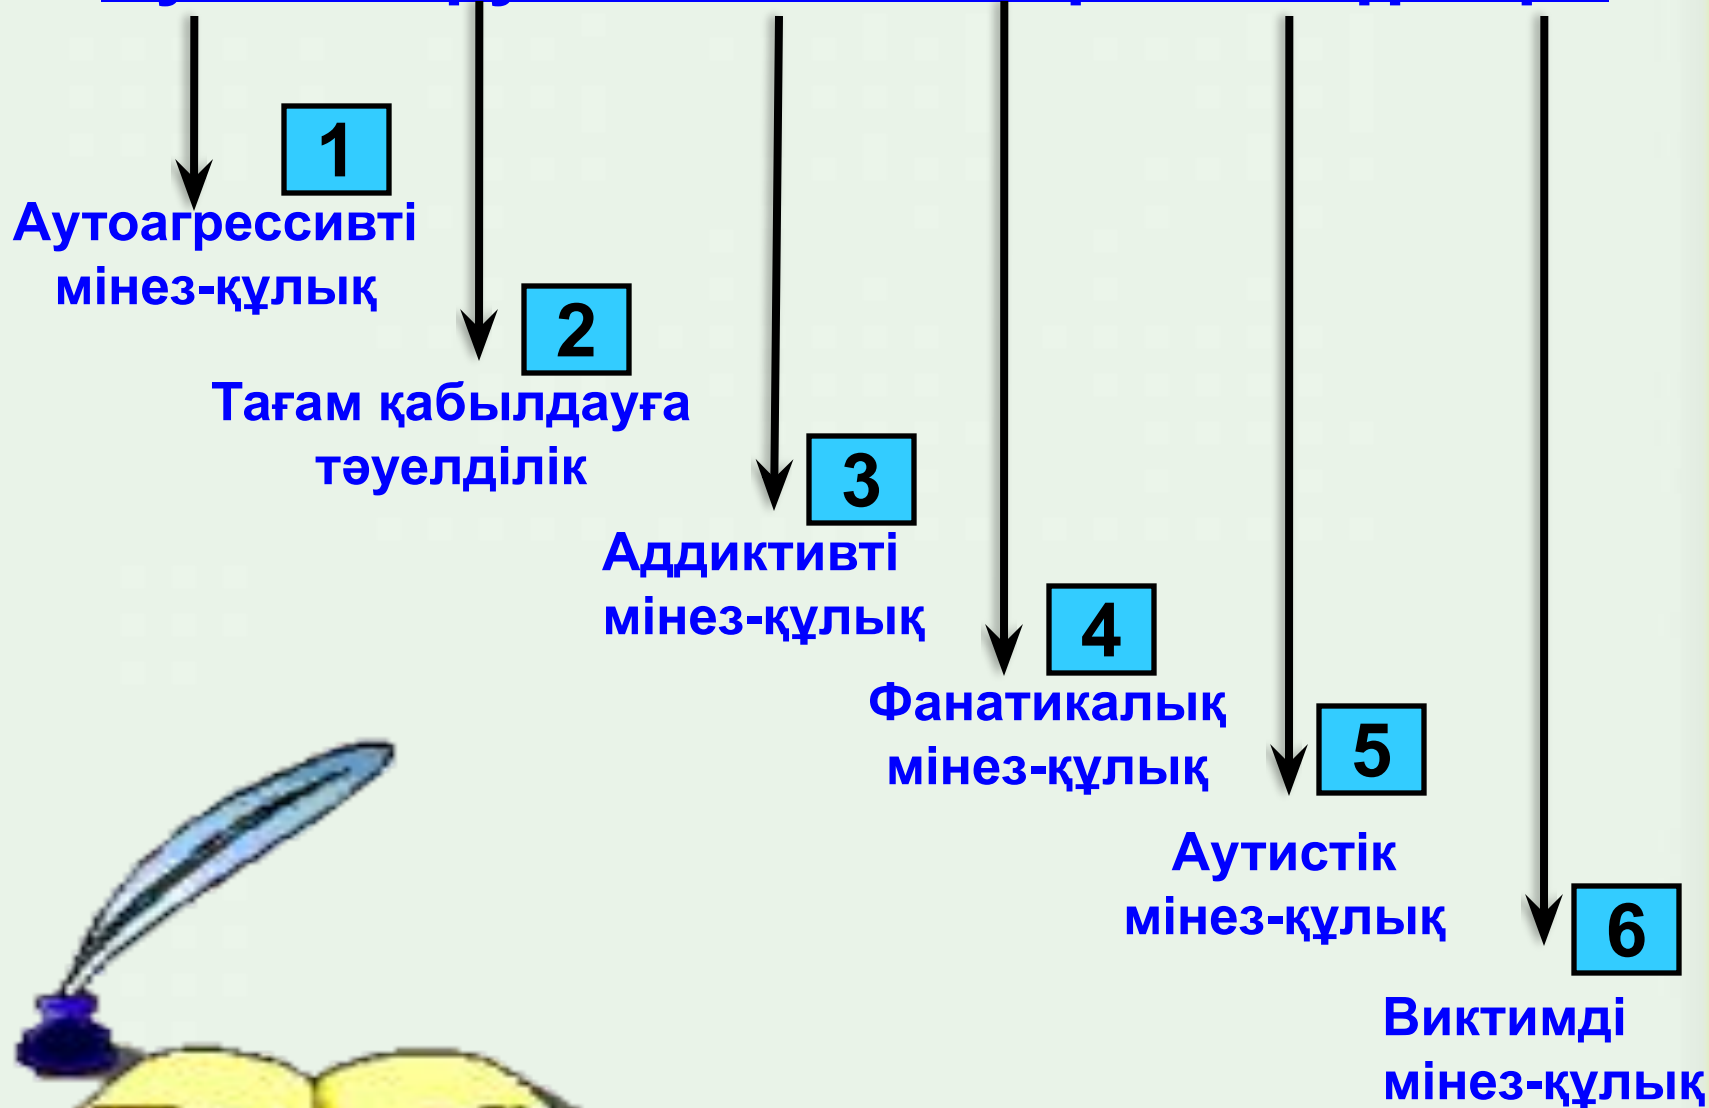 1
Аутоагрессивті
мінез-құлық
2
Тағам қабылдауға
тәуелділік
3
Аддиктивті
мінез-құлық
4
Фанатикалық
мінез-құлық
5
Аутистік
мінез-құлық
6
Виктимді
мінез-құлық